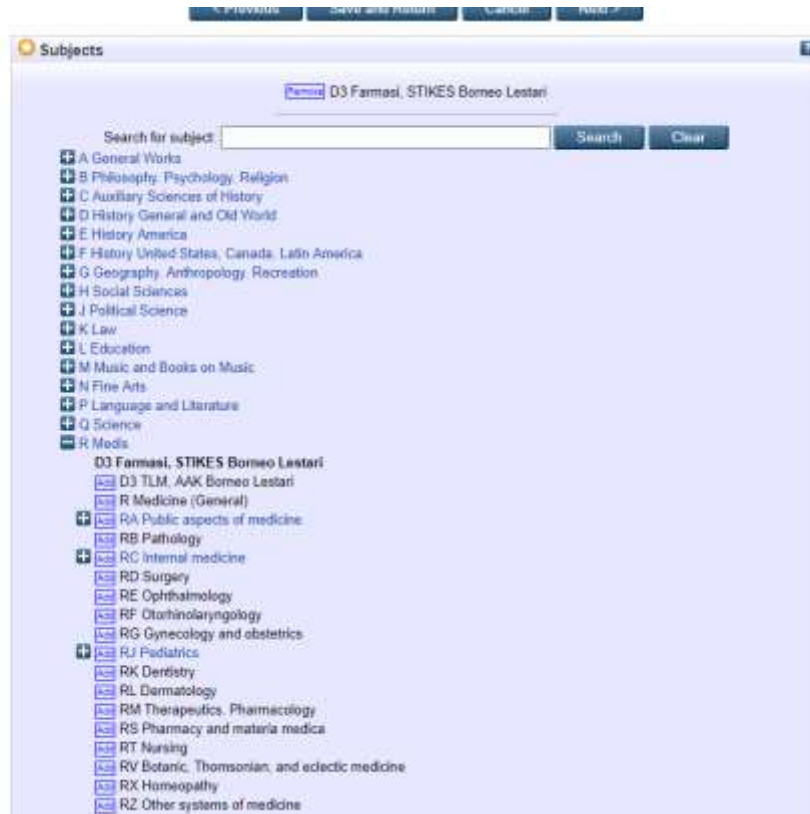 < Previous Save and Return Cancel Next >
Subjects
Remove D3 Farmasi, STIKES Borneo Lestari
Search for subject: Search Clear
A General Works
B Philosophy. Psychology. Religion
C Auxiliary Sciences of History
D History General and Old World
E History America
F History United States, Canada, Latin America
G Geography. Anthropology. Recreation
H Social Sciences
J Political Science
K Law
L Education
M Music and Books on Music
N Fine Arts
P Language and Literature
Q Science
R Medis
D3 Farmasi, STIKES Borneo Lestari
Add D3 TLM, AAK Borneo Lestari
Add R Medicine (General)
Add RA Public aspects of medicine
Add RB Pathology
Add RC Internal medicine
Add RD Surgery
Add RE Ophthalmology
Add RF Otorhinolaryngology
Add RG Gynecology and obstetrics
Add RJ Pediatrics
Add RK Dentistry
Add RL Dermatology
Add RM Therapeutics. Pharmacology
Add RS Pharmacy and materia medica
Add RT Nursing
Add RV Botanic, Thomsonian, and eclectic medicine
Add RX Homeopathy
Add RZ Other systems of medicine